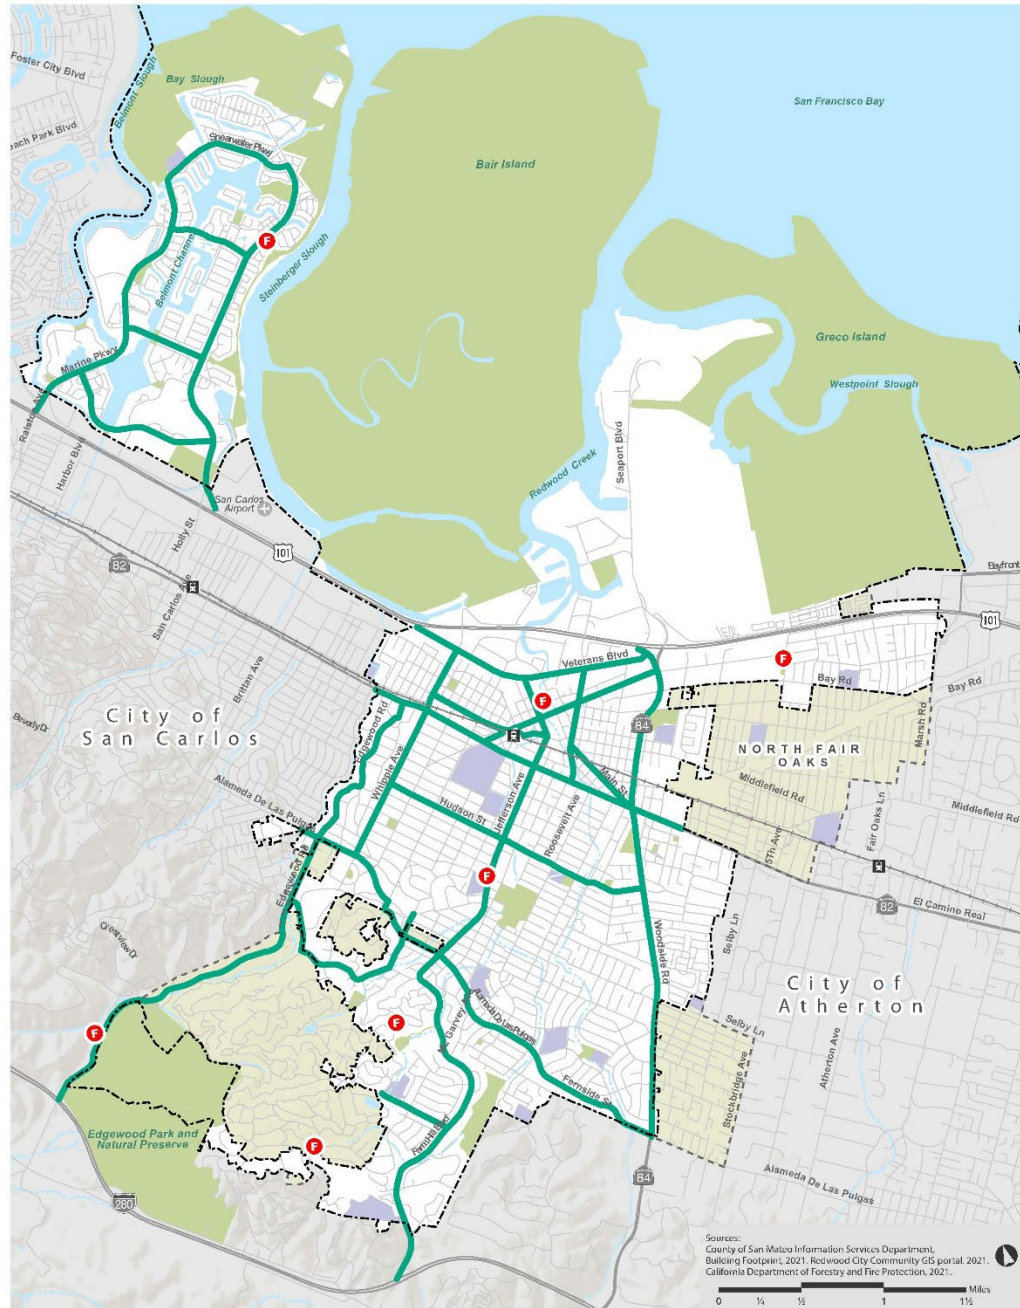 Foster City Blvd
Belmont Slough
Bay Slough
San Francisco Bay
Beach Park Blvd
Shearwater Pkwy
Bair Island
F
Belmont Channel
Steinberger Slough
Greco Island
Marine Pkwy
Westpoint Slough
Ralston Ave
Harbor Blvd
Seaport Blvd
Redwood Creek
San Carlos
Airport
Holly St
101
82
Bayfront
San Carlos Ave
101
Veterans Blvd
F
Bay Rd
Bay Rd
Brittan Ave
Beverly Dr
Edgewood Rd
F
Marsh Rd
City of
San Carlos
84
NORTH FAIR
OAKS
Whipple Ave
Main St
Middlefield Rd
Alameda De Las Pulgas
Hudson St
Jefferson Ave
Roosevelt Ave
Middlefield Rd
Fair Oaks Ln
5Th Ave
Edgewood Rd
F
82
El Camino Real
Crestview Dr
Woodside Rd
Selby Ln
City of
Atherton
F
F
Mc Garvey Ave
Alameda De Las Pulgas
Selby Ln
Atherton Ave
Stockbridge Ave
Fernside St
Edgewood Park and
Natural Preserve
F
Farm Hill Blvd
Alameda De Las Pulgas
280
84
Sources:
County of San Mateo Information Services Department,
Building Footprint, 2021. Redwood City Community GIS portal. 2021.
California Department of Forestry and Fire Protection, 2021.
Miles
0 ¼ ½ 1 1½